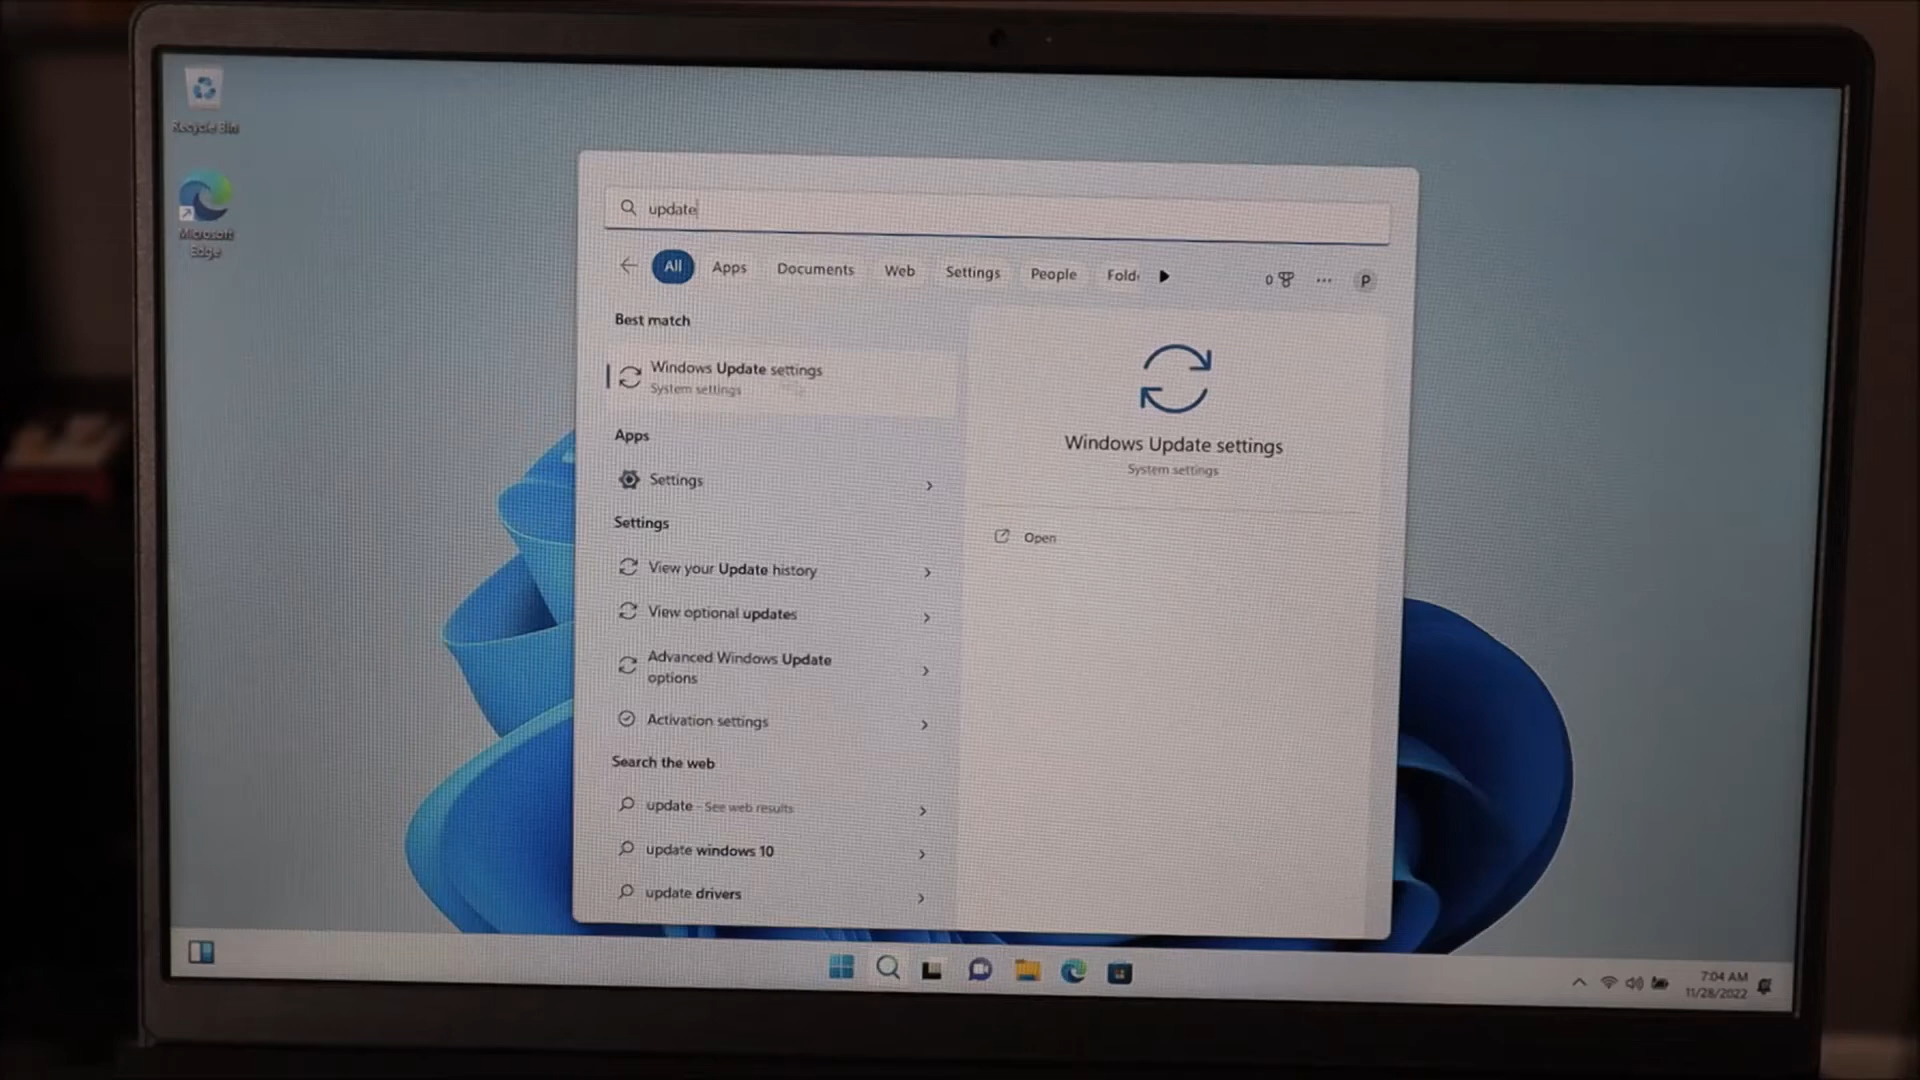 Recycle Bin
Microsoft
Edge
update
All Apps Documents Web Settings People Fold
0 ... P
Best match
Windows Update settings
System settings
Apps
Settings
Settings
View your Update history
View optional updates
Advanced Windows Update
options
Activation settings
Search the web
update - See web results
update windows 10
update drivers
Windows Update settings
System settings
Open
7:04 AM
11/28/2022